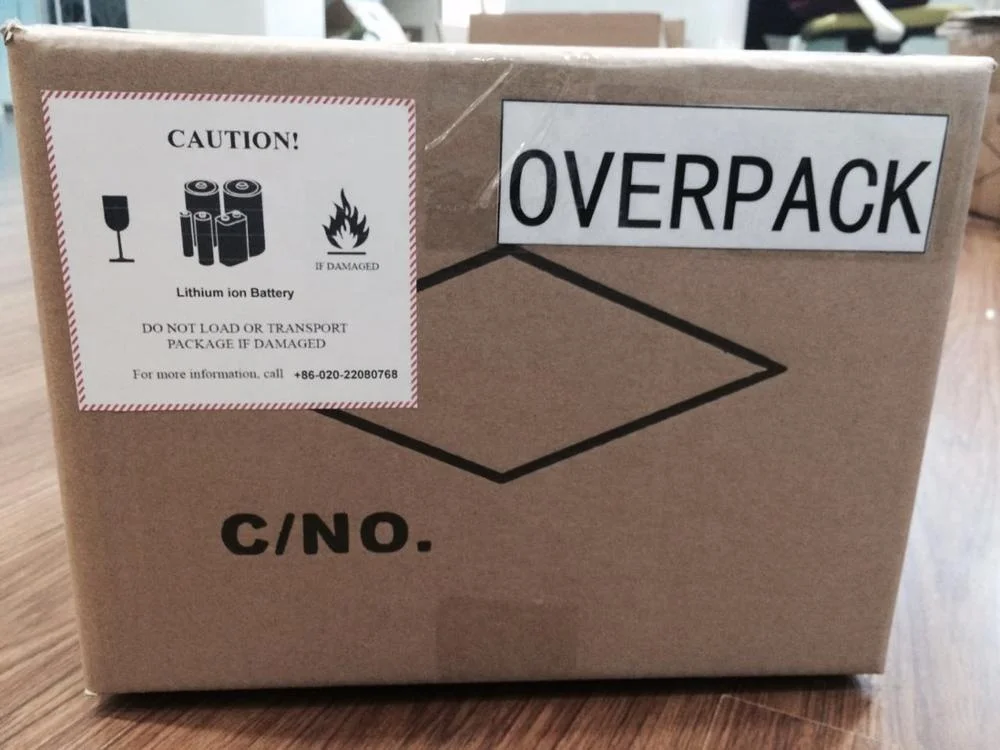 CAUTION!
IF DAMAGED
Lithium ion Battery
DO NOT LOAD OR TRANSPORT
PACKAGE IF DAMAGED
For more information, call +86-020-22080768
OVERPACK
C/NO.